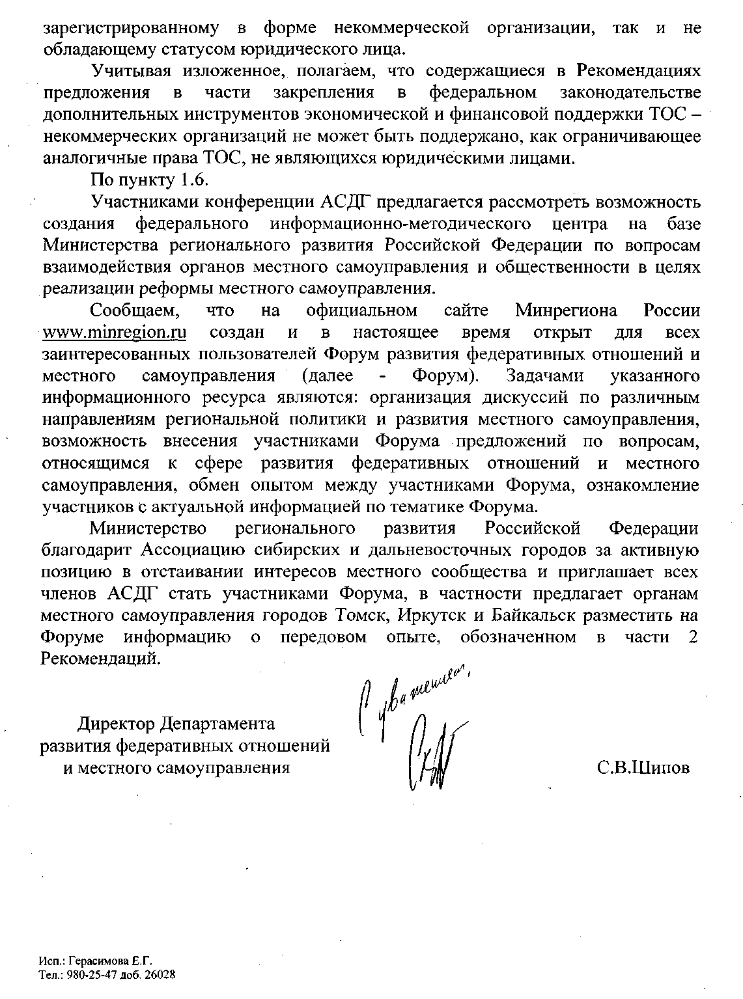 зарегистрированному в форме некоммерческой организации, так и не
обладающему статусом юридического лица.
Учитывая изложенное, полагаем, что содержащиеся в Рекомендациях
предложения в части закрепления в федеральном законодательстве
дополнительных инструментов экономической и финансовой поддержки ТОС –
некоммерческих организаций не может быть поддержано, как ограничивающее
аналогичные права ТОС, не являющихся юридическими лицами.
По пункту 1.6.
Участниками конференции АСДГ предлагается рассмотреть возможность
создания федерального информационно-методического центра на базе
Министерства регионального развития Российской Федерации по вопросам
взаимодействия органов местного самоуправления и общественности в целях
реализации реформы местного самоуправления.
Сообщаем, что на официальном сайте Минрегиона России
www.minregion.ru создан и в настоящее время открыт для всех
заинтересованных пользователей Форум развития федеративных отношений и
местного самоуправления (далее - Форум). Задачами указанного
информационного ресурса являются: организация дискуссий по различным
направлениям региональной политики и развития местного самоуправления,
возможность внесения участниками Форума предложений по вопросам,
относящимся к сфере развития федеративных отношений и местного
самоуправления, обмен опытом между участниками Форума, ознакомление
участников с актуальной информацией по тематике Форума.
Министерство регионального развития Российской Федерации
благодарит Ассоциацию сибирских и дальневосточных городов за активную
позицию в отстаивании интересов местного сообщества и приглашает всех
членов АСДГ стать участниками Форума, в частности предлагает органам
местного самоуправления городов Томск, Иркутск и Байкальск разместить на
Форуме информацию о передовом опыте, обозначенном в части 2
Рекомендаций.
С уважением,
Директор Департамента
развития федеративных отношений
и местного самоуправления С.В.Шипов
Исп.: Герасимова Е.Г.
Тел.: 980-25-47 доб. 26028